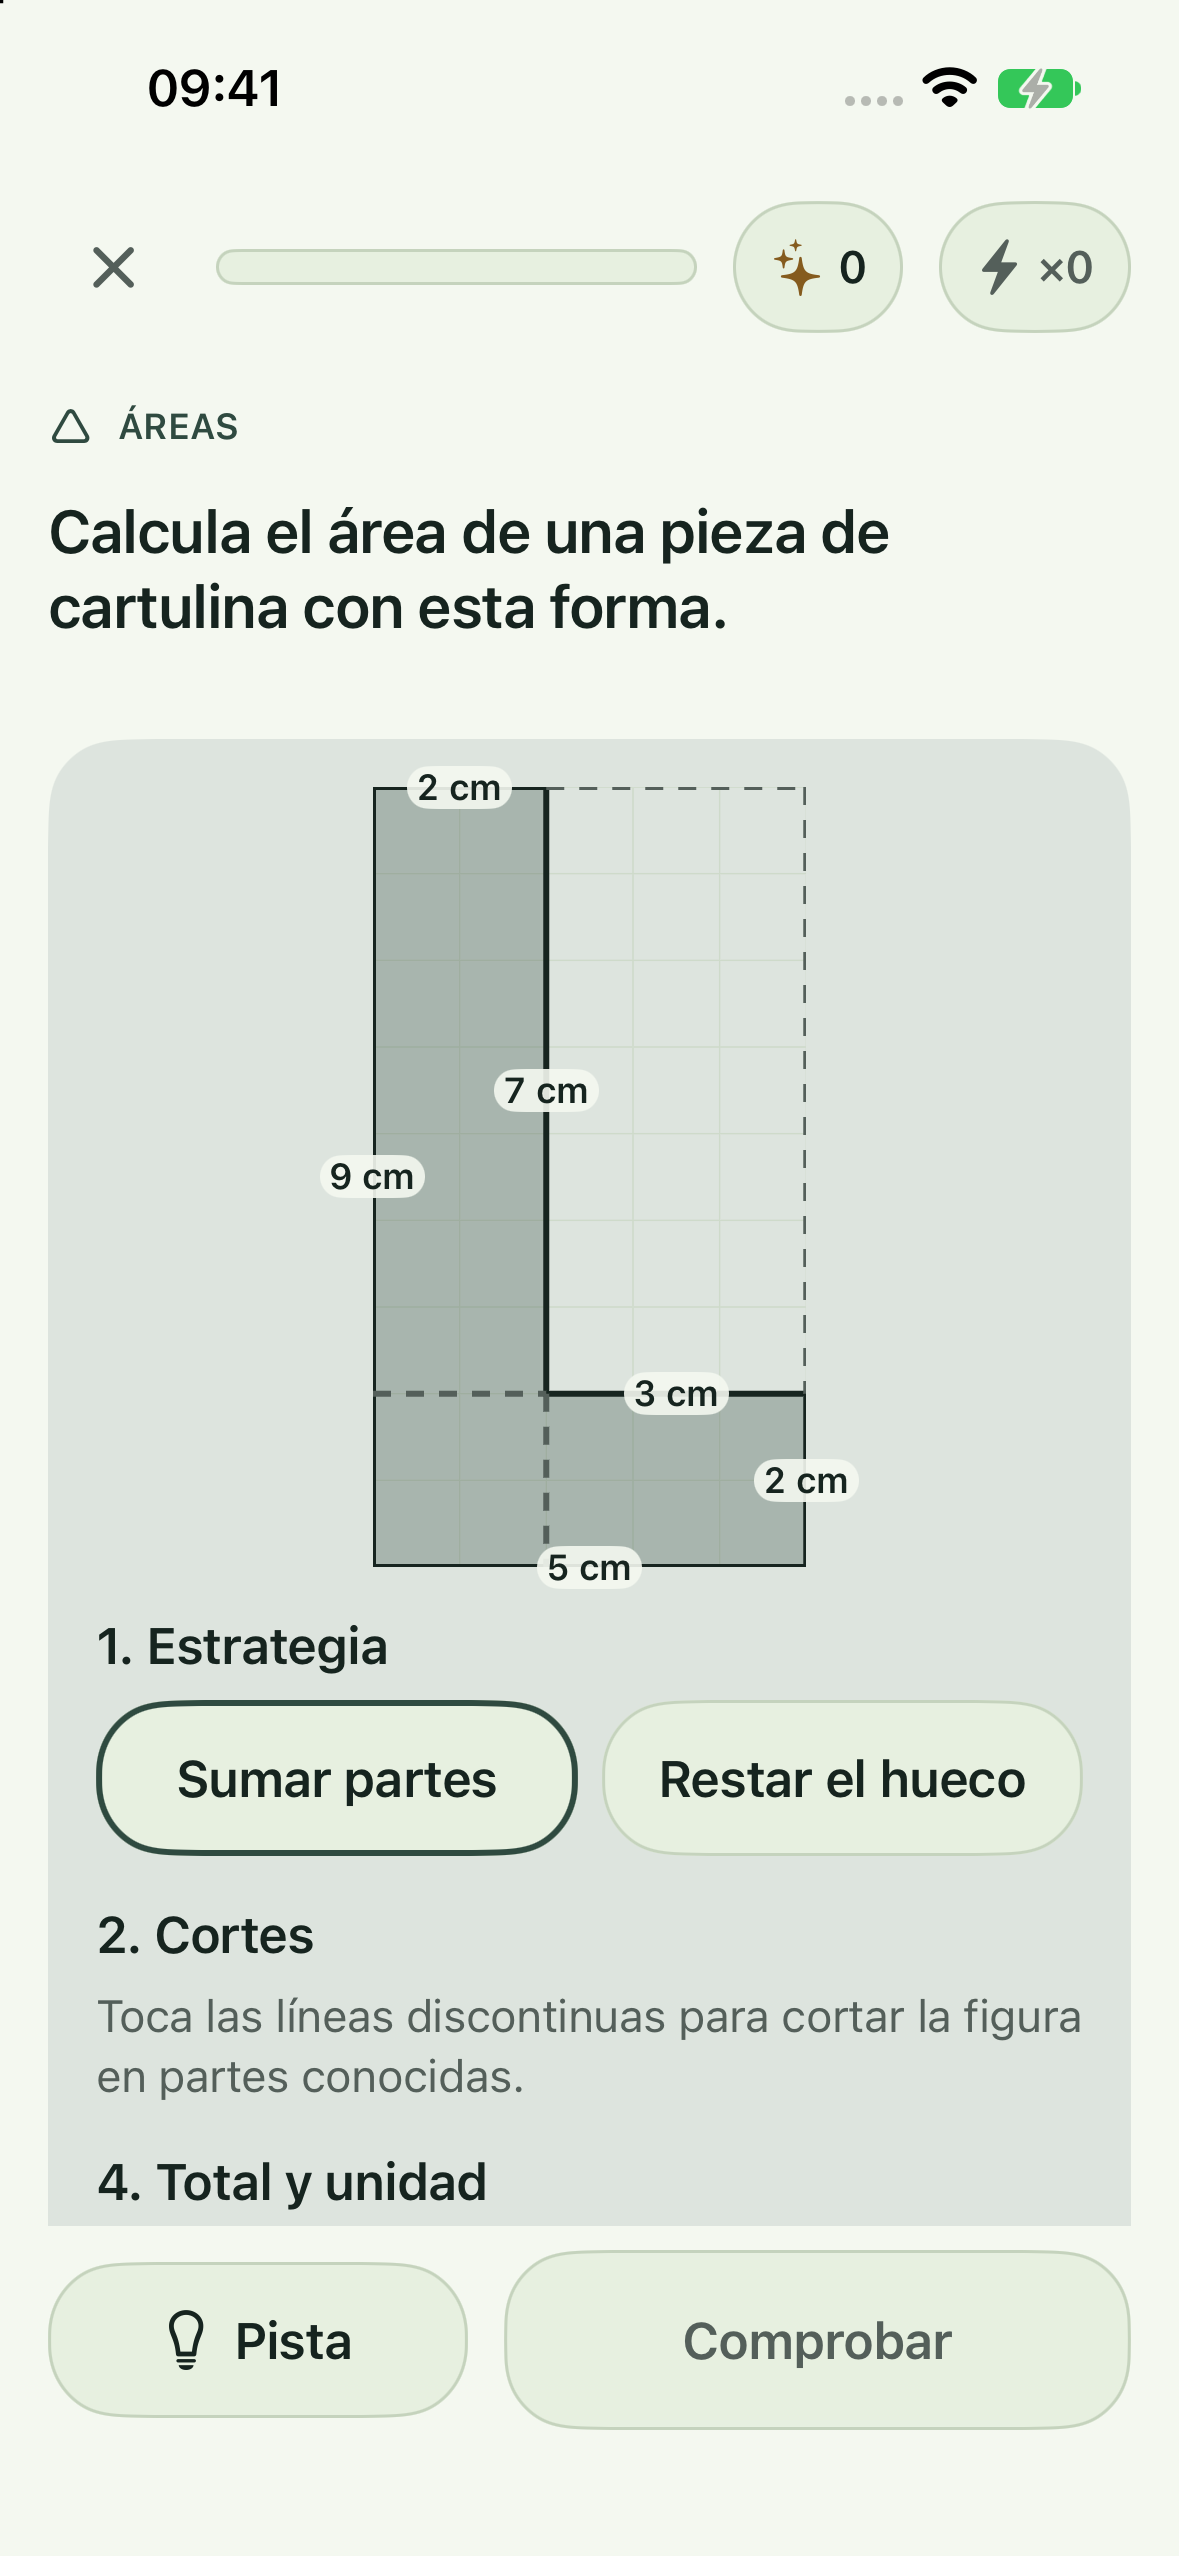 09:41
0
×0
ÁREAS
Calcula el área de una pieza de
cartulina con esta forma.
2 cm
7 cm
9 cm
3 cm
2 cm
5 cm
1. Estrategia
Sumar partes
Restar el hueco
2. Cortes
Toca las líneas discontinuas para cortar la figura
en partes conocidas.
4. Total y unidad
Pista
Comprobar